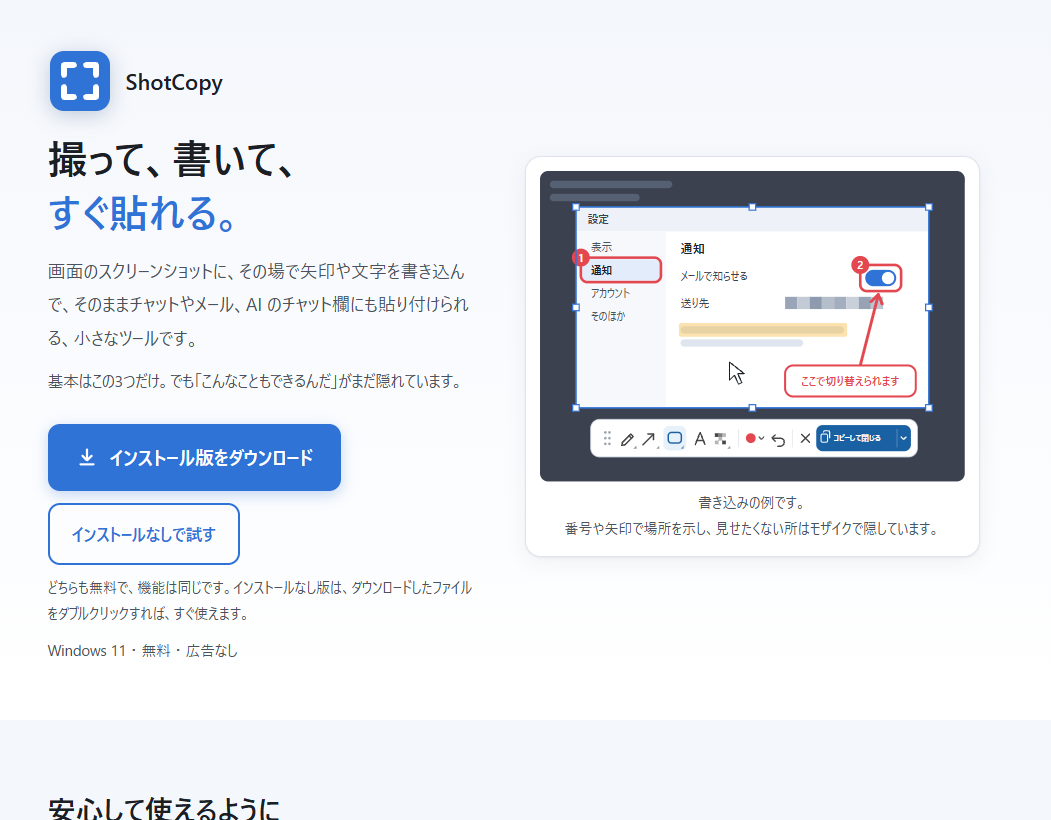 ShotCopy
撮って、書いて、
すぐ貼れる。
画面のスクリーンショットに、その場で矢印や文字を書き込ん
で、そのままチャットやメール、AI のチャット欄にも貼り付けられ
る、小さなツールです。
基本はこの3つだけ。でも「こんなこともできるんだ」がまだ隠れています。
インストール版をダウンロード
インストールなしで試す
どちらも無料で、機能は同じです。インストールなし版は、ダウンロードしたファイル
をダブルクリックすれば、すぐ使えます。
Windows 11・無料・広告なし
設定
表示
1
通知
アカウント
そのほか
通知
メールで知らせる
2
送り先
ここで切り替えられます
A
コピーして閉じる
書き込みの例です。
番号や矢印で場所を示し、見せたくない所はモザイクで隠しています。
安心して使えるように